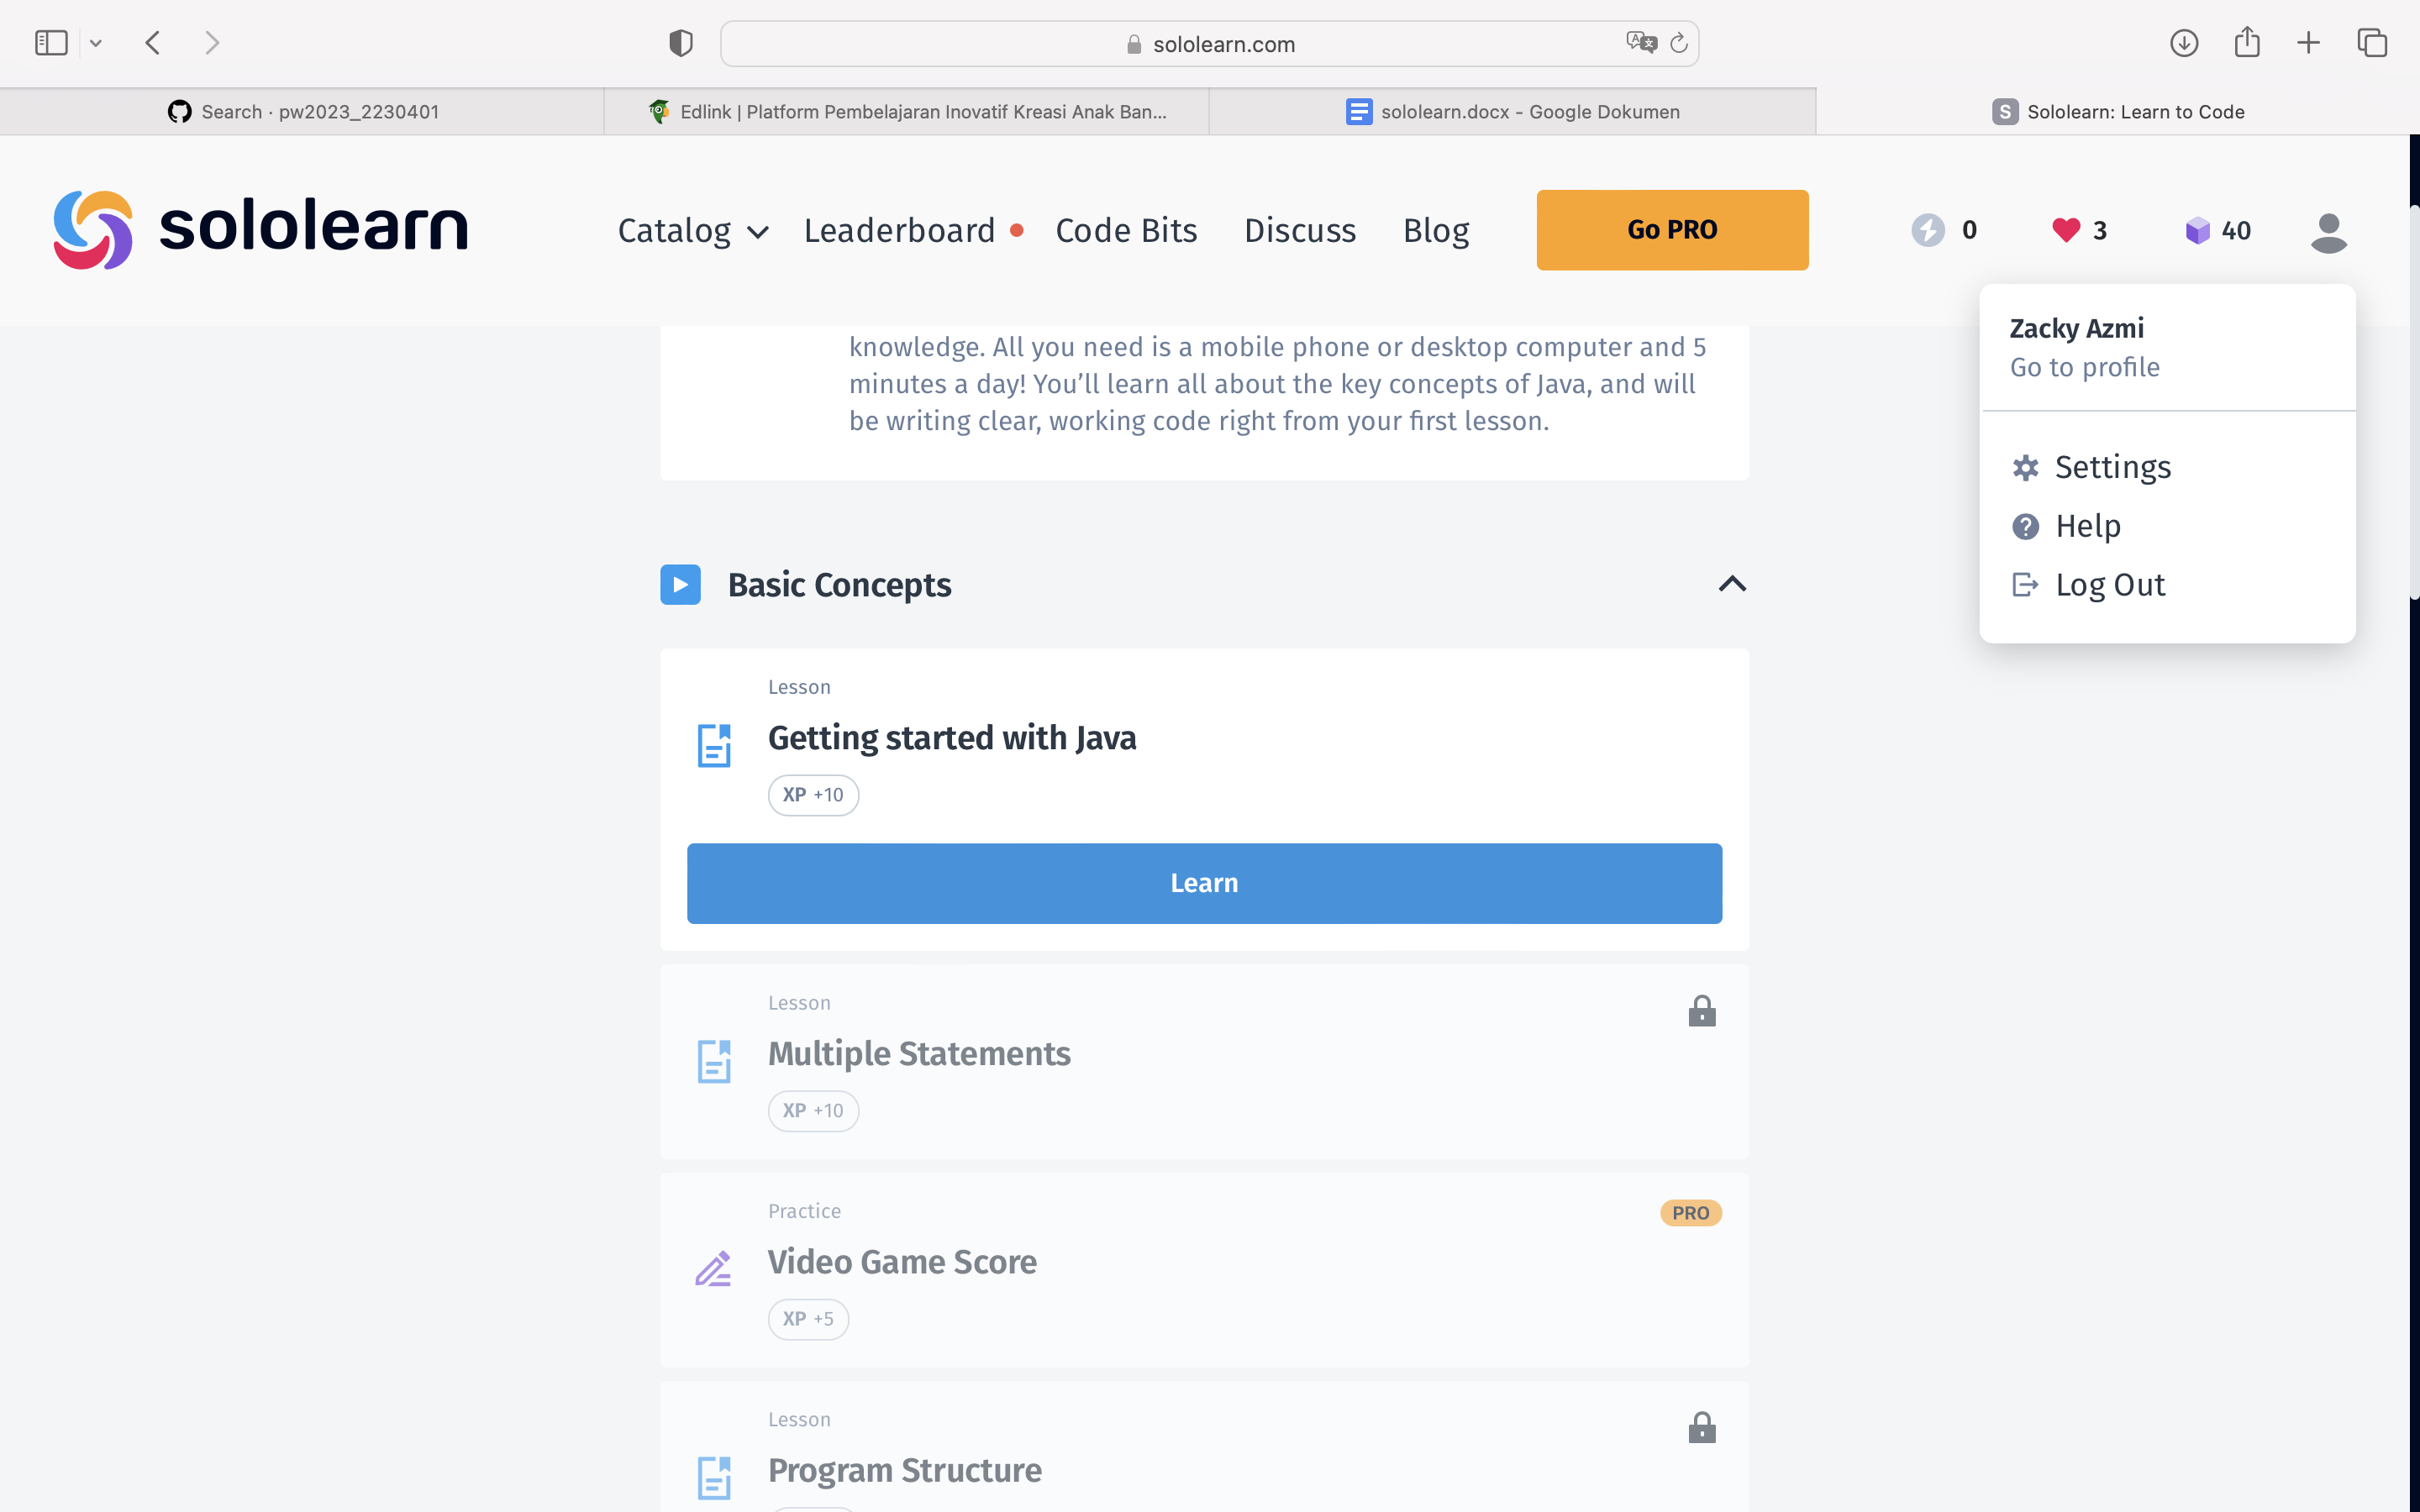 sololearn.com
Search · pw2023_2230401
Edlink | Platform Pembelajaran Inovatif Kreasi Anak Ban...
sololearn.docx - Google Dokumen
S Sololearn: Learn to Code
sololearn
Catalog
Leaderboard
Code Bits
Discuss
Blog
Go PRO
0
3
40
Zacky Azmi
Go to profile
Settings
Help
Log Out
knowledge. All you need is a mobile phone or desktop computer and 5
minutes a day! You’ll learn all about the key concepts of Java, and will
be writing clear, working code right from your first lesson.
Basic Concepts
Lesson
Getting started with Java
XP +10
Learn
Lesson
Multiple Statements
XP +10
Practice
PRO
Video Game Score
XP +5
Lesson
Program Structure